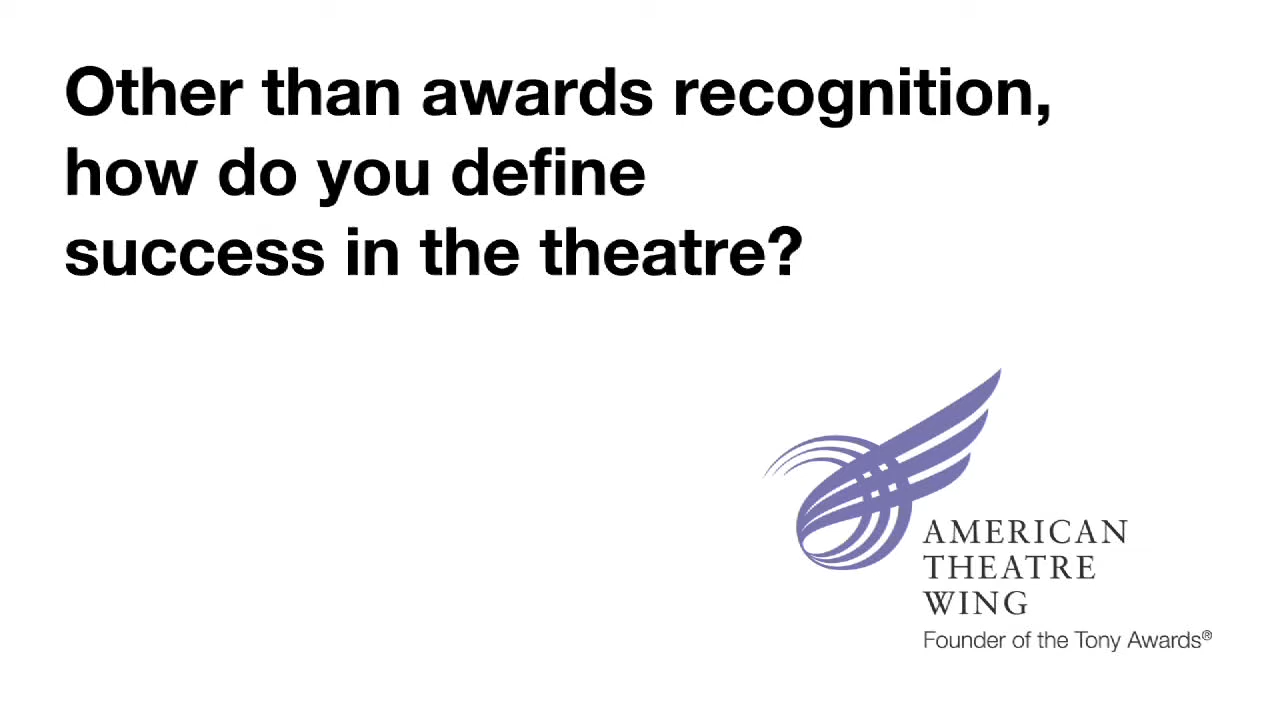 Other than awards recognition,
how do you define
success in the theatre?
AMERICAN
THEATRE
WING
Founder of the Tony Awards®